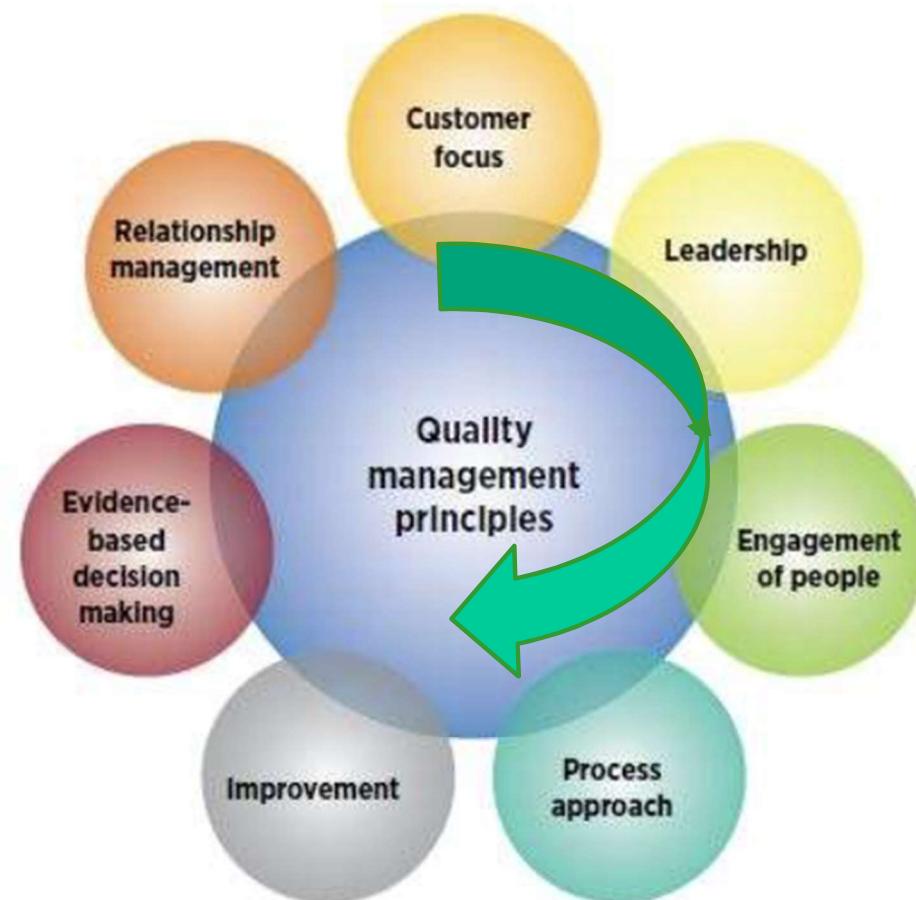 Customer
focus
Leadership
Engagement
of people
Process
approach
Improvement
Evidence-
based
decision
making
Relationship
management
Quality
management
principles